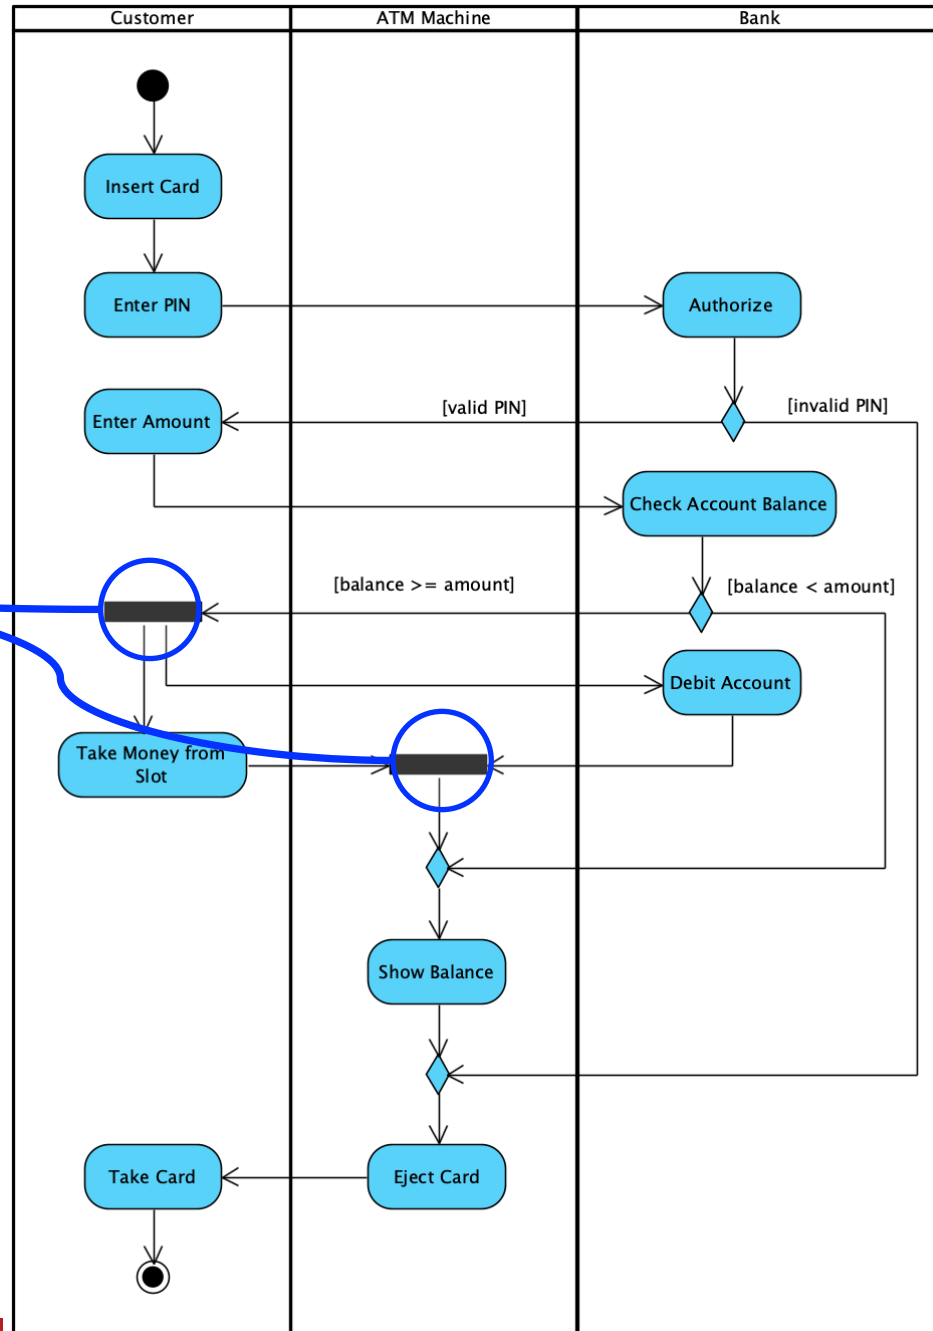 Customer
ATM Machine
Bank
Insert Card
Enter PIN
Authorize
Enter Amount
[valid PIN]
[invalid PIN]
Check Account Balance
[balance >= amount]
[balance < amount]
Debit Account
Take Money from
Slot
Show Balance
Take Card
Eject Card